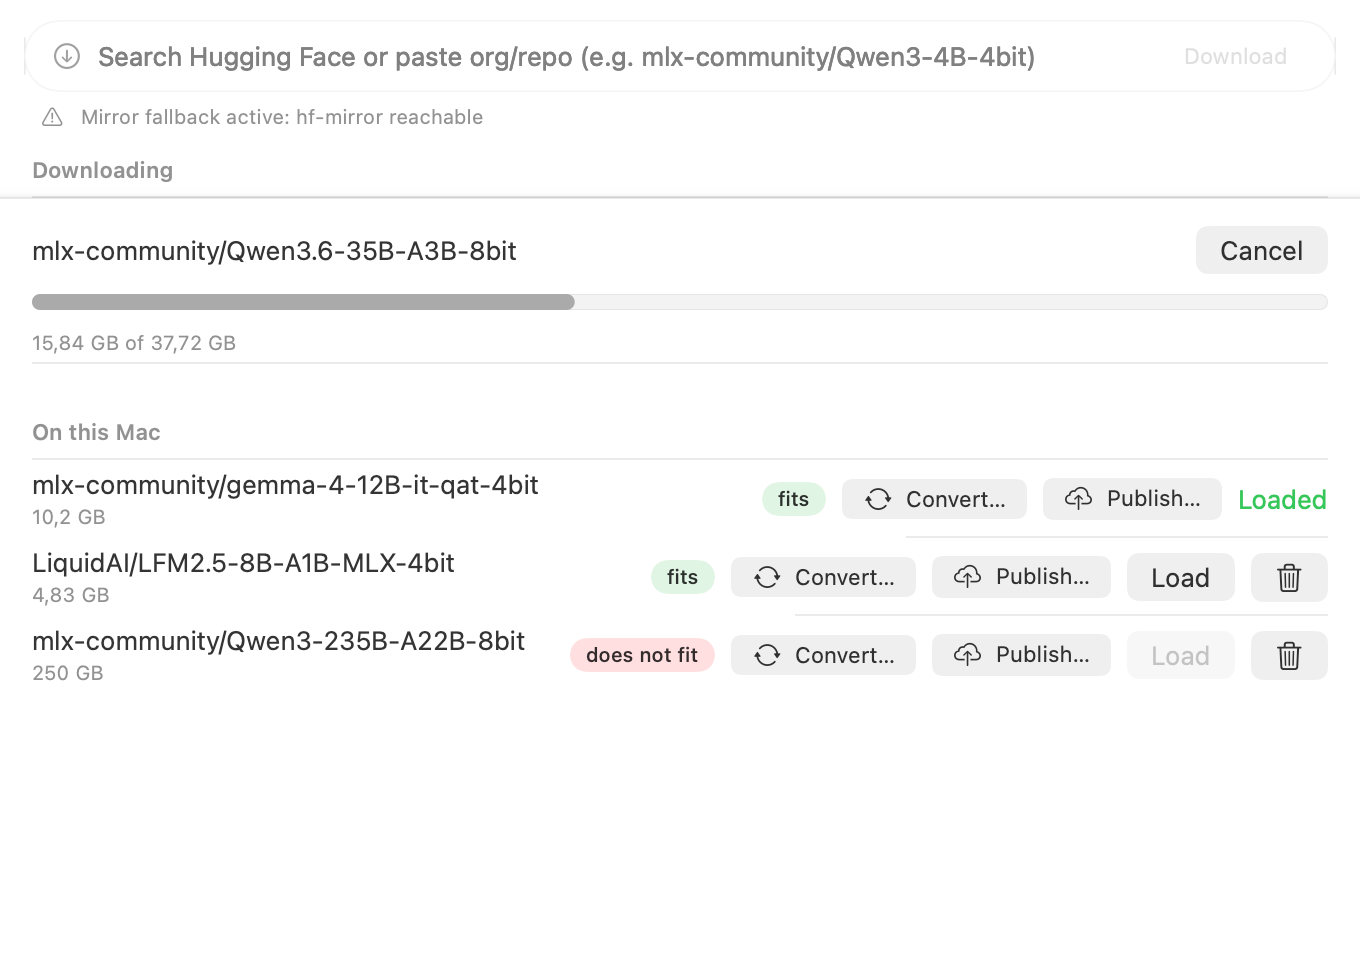 Search Hugging Face or paste org/repo (e.g. mlx-community/Qwen3-4B-4bit) Download
Mirror fallback active: hf-mirror reachable
Downloading
mlx-community/Qwen3.6-35B-A3B-8bit Cancel
15,84 GB of 37,72 GB
On this Mac
mlx-community/gemma-4-12B-it-qat-4bit fits Convert... Publish... Loaded
10,2 GB
LiquidAI/LFM2.5-8B-A1B-MLX-4bit fits Convert... Publish... Load
4,83 GB
mlx-community/Qwen3-235B-A22B-8bit does not fit Convert... Publish... Load
250 GB